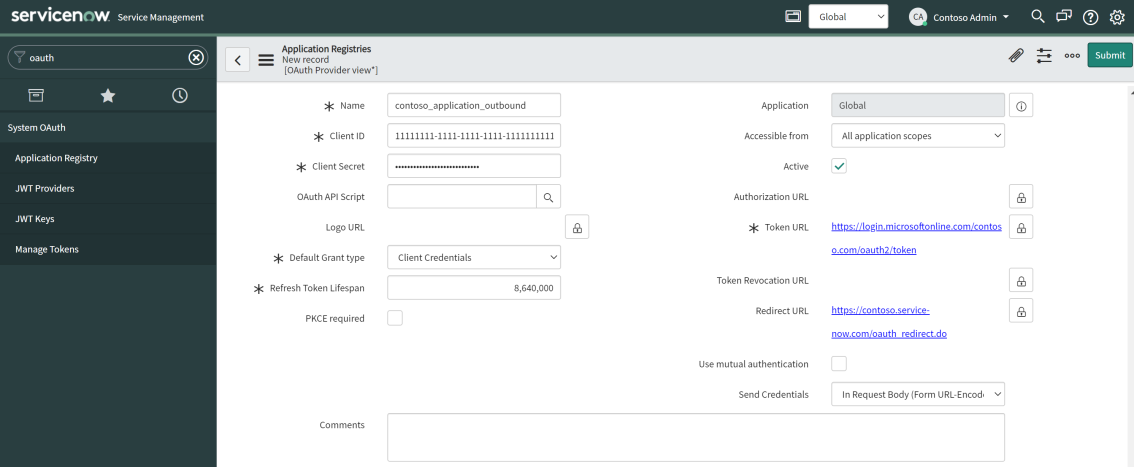 servicenow. Service Management
Global
CA
Contoso Admin
oauth
System OAuth
Application Registry
JWT Providers
JWT Keys
Manage Tokens
Application Registries
New record
[OAuth Provider view*]
Submit
Name
contoso_application_outbound
Client ID
11111111-1111-1111-1111-1111111111
Client Secret
OAuth API Script
Logo URL
Default Grant type
Client Credentials
Refresh Token Lifespan
8,640,000
PKCE required
Application
Global
Accessible from
All application scopes
Active
Authorization URL
Token URL
https://login.microsoftonline.com/contos
o.com/oauth2/token
Token Revocation URL
Redirect URL
https://contoso.service-
now.com/oauth_redirect.do
Use mutual authentication
Send Credentials
In Request Body (Form URL-Encod
Comments